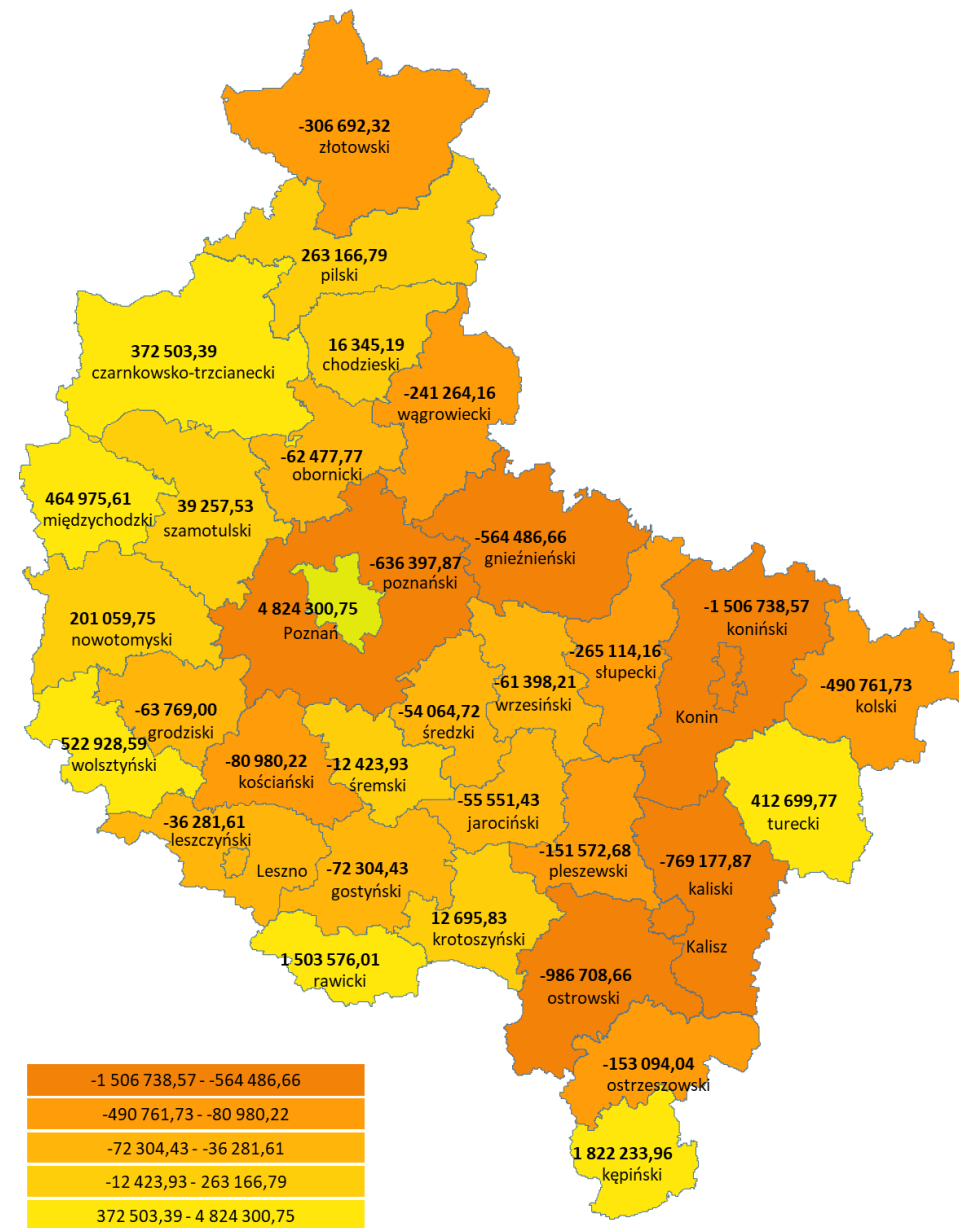 -306 692,32
złotowski
263 166,79
pilski
372 503,39
czarnkowsko-trzcianecki
16 345,19
chodzieski
-241 264,16
wągrowiecki
-62 477,77
obornicki
464 975,61
międzychodzki
39 257,53
szamotulski
-564 486,66
gnieźnieński
-636 397,87
poznański
4 824 300,75
Poznań
201 059,75
nowotomyski
-1 506 738,57
koniński
-265 114,16
słupecki
-61 398,21
wrzesiński
-490 761,73
kolski
-63 769,00
grodziski
-54 064,72
średzki
Konin
522 928,59
wolsztyński
-80 980,22
kościański
-12 423,93
śremski
-55 551,43
jarociński
412 699,77
turecki
-36 281,61
leszczyński
Leszno
-72 304,43
gostyński
-151 572,68
pleszewski
-769 177,87
kaliski
12 695,83
krotoszyński
Kalisz
1 503 576,01
rawicki
-986 708,66
ostrowski
-153 094,04
ostrzeszowski
1 822 233,96
kępiński
-1 506 738,57 - -564 486,66
-490 761,73 - -80 980,22
-72 304,43 - -36 281,61
-12 423,93 - 263 166,79
372 503,39 - 4 824 300,75